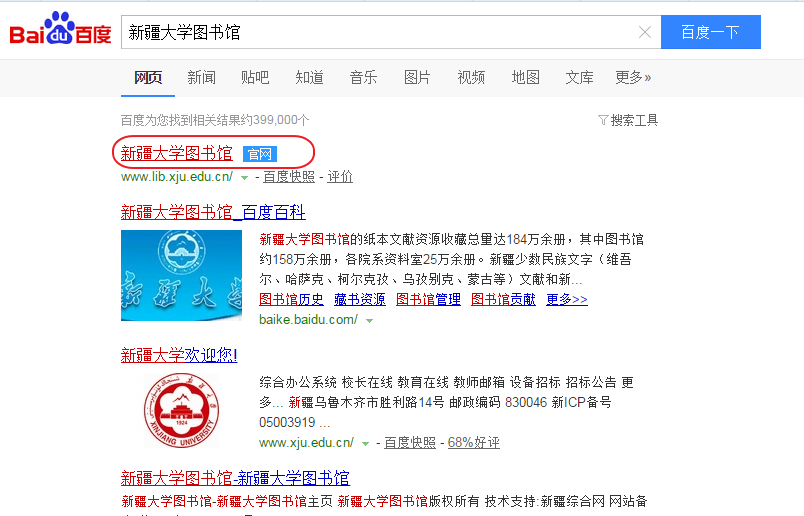 Baidu百度
新疆大学图书馆
百度一下
网页 新闻 贴吧 知道 音乐 图片 视频 地图 文库 更多»
百度为您找到相关结果约399,000个 搜索工具
新疆大学图书馆 官网
www.lib.xju.edu.cn/ - 百度快照 - 评价
新疆大学图书馆_百度百科
新疆大学
新疆大学图书馆的纸本文献资源收藏总量达184万余册，其中图书馆
约158万余册，各院系资料室25万余册。新疆少数民族文字（维吾
尔、哈萨克、柯尔克孜、乌孜别克、蒙古等）文献和新...
图书馆历史 藏书资源 图书馆管理 图书馆贡献 更多>>
baike.baidu.com/
新疆大学欢迎您!
1924
XINJIANG UNIVERSITY
综合办公系统 校长在线 教育在线 教师邮箱 设备招标 招标公告 更
多... 新疆乌鲁木齐市胜利路14号 邮政编码 830046 新ICP备号
05003919 ...
www.xju.edu.cn/ - 百度快照 - 68%好评
新疆大学图书馆-新疆大学图书馆
新疆大学图书馆-新疆大学图书馆主页 新疆大学图书馆版权所有 技术支持:新疆综合网 网站备